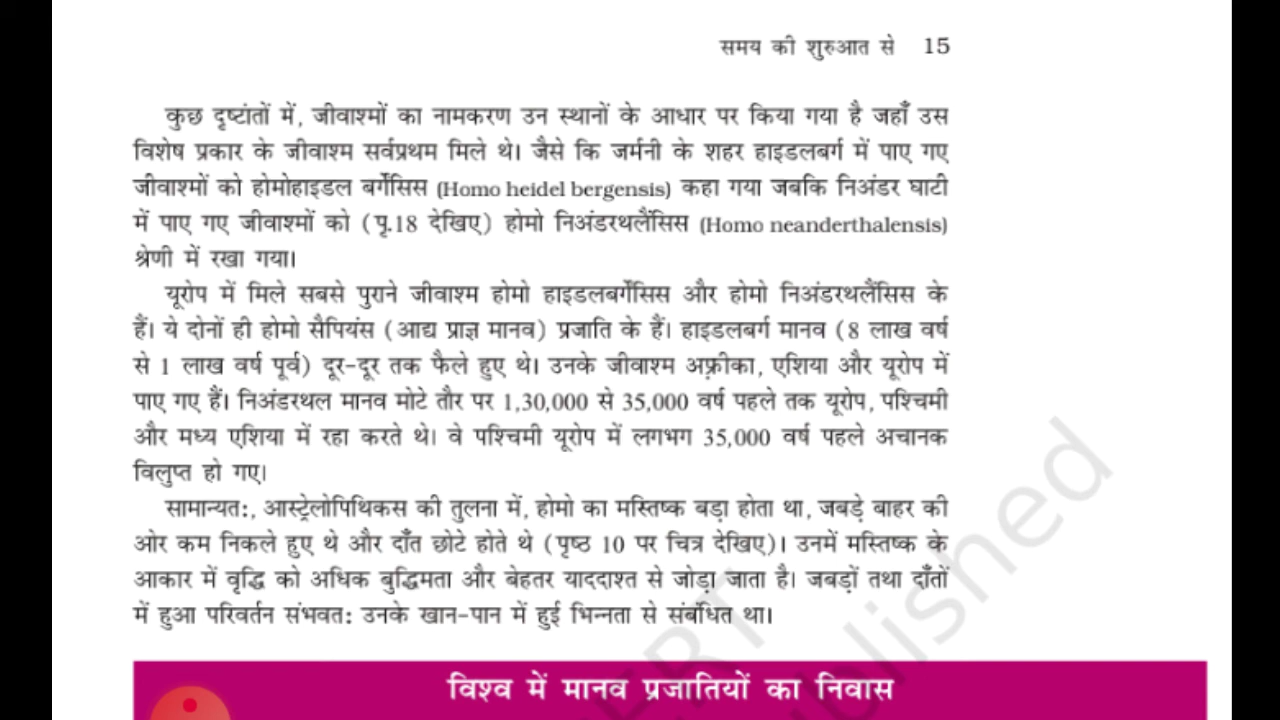 समय की शुरुआत से 15
कुछ दृष्टांतों में, जीवाश्मों का नामकरण उन स्थानों के आधार पर किया गया है जहाँ उस
विशेष प्रकार के जीवाश्म सर्वप्रथम मिले थे। जैसे कि जर्मनी के शहर हाइडलबर्ग में पाए गए
जीवाश्मों को होमोहाइडल बर्गेंसिस (Homo heidel bergensis) कहा गया जबकि निअंडर घाटी
में पाए गए जीवाश्मों को (पृ.18 देखिए) होमो निअंडरथलैंसिस (Homo neanderthalensis)
श्रेणी में रखा गया।
यूरोप में मिले सबसे पुराने जीवाश्म होमो हाइडलबर्गेंसिस और होमो निअंडरथलैंसिस के
हैं। ये दोनों ही होमो सैपियंस (आद्य प्राज्ञ मानव) प्रजाति के हैं। हाइडलबर्ग मानव (8 लाख वर्ष
से 1 लाख वर्ष पूर्व) दूर-दूर तक फैले हुए थे। उनके जीवाश्म अफ़्रीका, एशिया और यूरोप में
पाए गए हैं। निअंडरथल मानव मोटे तौर पर 1,30,000 से 35,000 वर्ष पहले तक यूरोप, पश्चिमी
और मध्य एशिया में रहा करते थे। वे पश्चिमी यूरोप में लगभग 35,000 वर्ष पहले अचानक
विलुप्त हो गए।
सामान्यत:, आस्ट्रेलोपिथिकस की तुलना में, होमो का मस्तिष्क बड़ा होता था, जबड़े बाहर की
ओर कम निकले हुए थे और दाँत छोटे होते थे (पृष्ठ 10 पर चित्र देखिए)। उनमें मस्तिष्क के
आकार में वृद्धि को अधिक बुद्धिमता और बेहतर याददाश्त से जोड़ा जाता है। जबड़ों तथा दाँतों
में हुआ परिवर्तन संभवत: उनके खान-पान में हुई भिन्नता से संबंधित था।
विश्व में मानव प्रजातियों का निवास